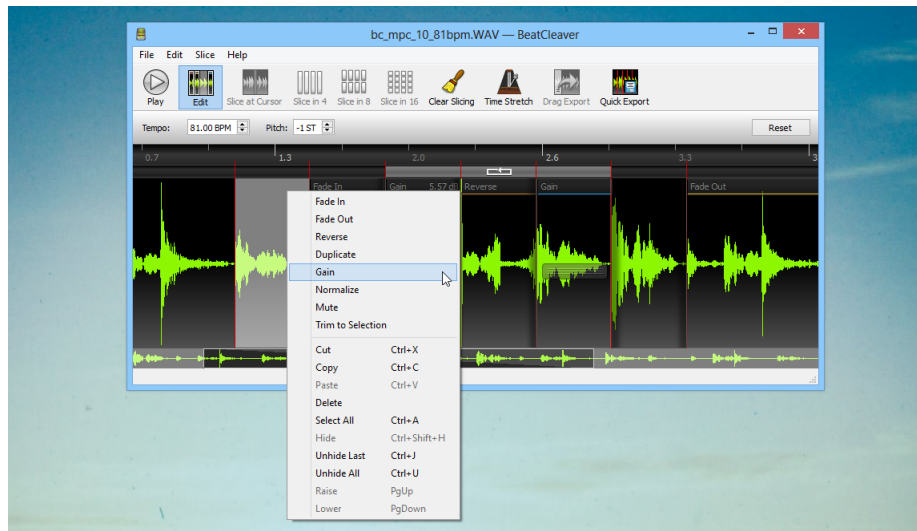 bc_mpc_10_81bpm.WAV — BeatCleaver
File Edit Slice Help
Play Edit Slice at Cursor Slice in 4 Slice in 8 Slice in 16 Clear Slicing Time Stretch Drag Export Quick Export
Tempo: 81.00 BPM Pitch: -1 ST Reset
0.7 1.3 2.0 2.6 3.3 3
Fade In Gain 5.57 dB Reverse Gain Fade Out
Fade In
Fade Out
Reverse
Duplicate
Gain
Normalize
Mute
Trim to Selection
Cut Ctrl+X
Copy Ctrl+C
Paste Ctrl+V
Delete
Select All Ctrl+A
Hide Ctrl+Shift+H
Unhide Last Ctrl+J
Unhide All Ctrl+U
Raise PgUp
Lower PgDown